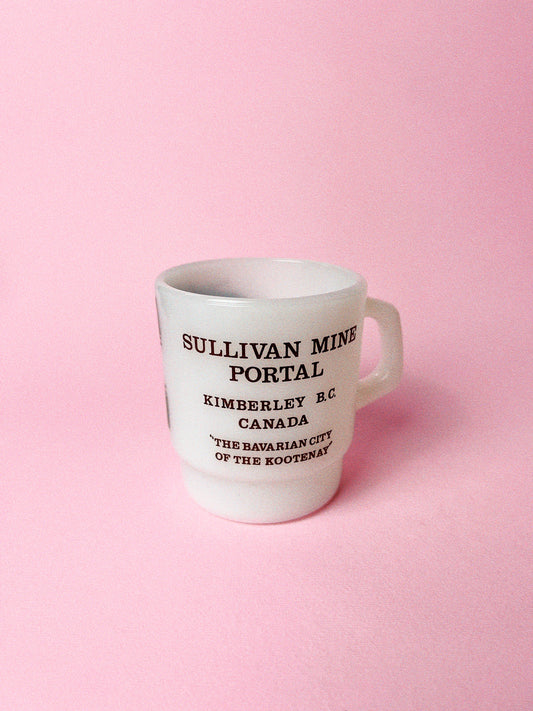 SULLIVAN MINE
PORTAL
KIMBERLEY B.C.
CANADA
"THE BAVARIAN CITY
OF THE KOOTENAY"